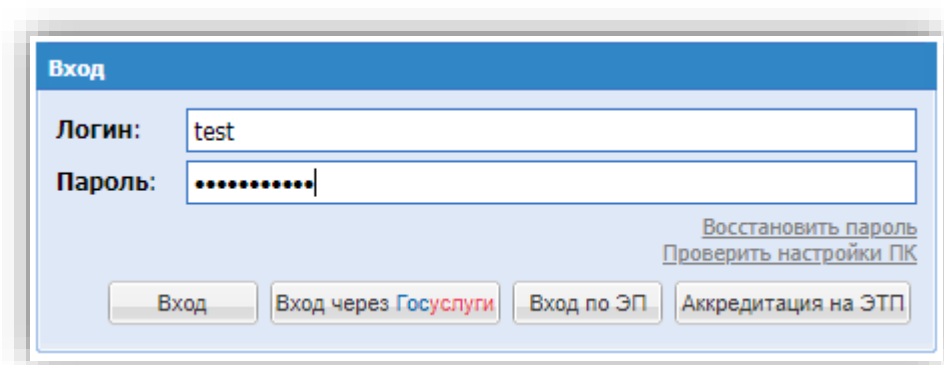 Вход
Логин: test
Пароль: •••••••••••
Восстановить пароль
Проверить настройки ПК
Вход Вход через Госуслуги Вход по ЭП Аккредитация на ЭТП